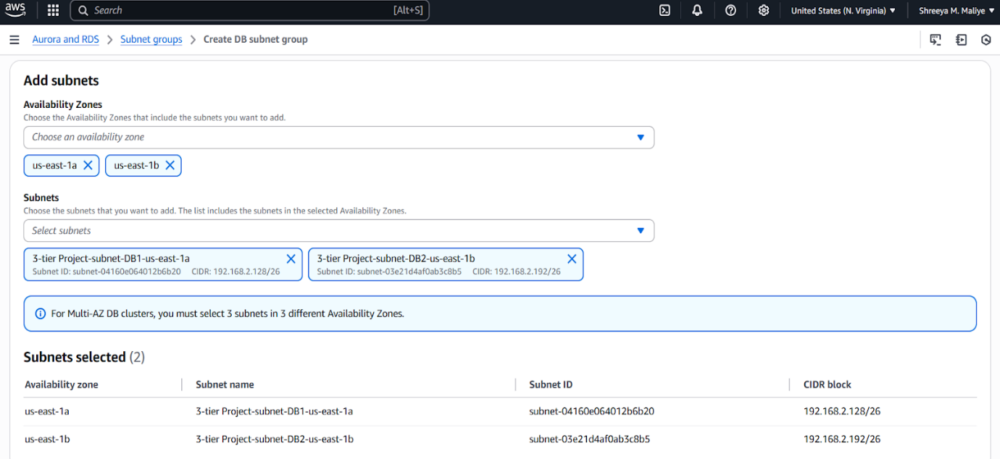 aws Search [Alt+S] United States (N. Virginia) Shreeya M. Maliye
Aurora and RDS Subnet groups Create DB subnet group
Add subnets
Availability Zones
Choose the Availability Zones that include the subnets you want to add.
Choose an availability zone
us-east-1a us-east-1b
Subnets
Choose the subnets that you want to add. The list includes the subnets in the selected Availability Zones.
Select subnets
3-tier Project-subnet-DB1-us-east-1a 3-tier Project-subnet-DB2-us-east-1b
Subnet ID: subnet-04160e064012b6b20 CIDR: 192.168.2.128/26 Subnet ID: subnet-03e21d4af0ab3c8b5 CIDR: 192.168.2.192/26
For Multi-AZ DB clusters, you must select 3 subnets in 3 different Availability Zones.
Subnets selected (2)
Availability zone Subnet name Subnet ID CIDR block
us-east-1a 3-tier Project-subnet-DB1-us-east-1a subnet-04160e064012b6b20 192.168.2.128/26
us-east-1b 3-tier Project-subnet-DB2-us-east-1b subnet-03e21d4af0ab3c8b5 192.168.2.192/26